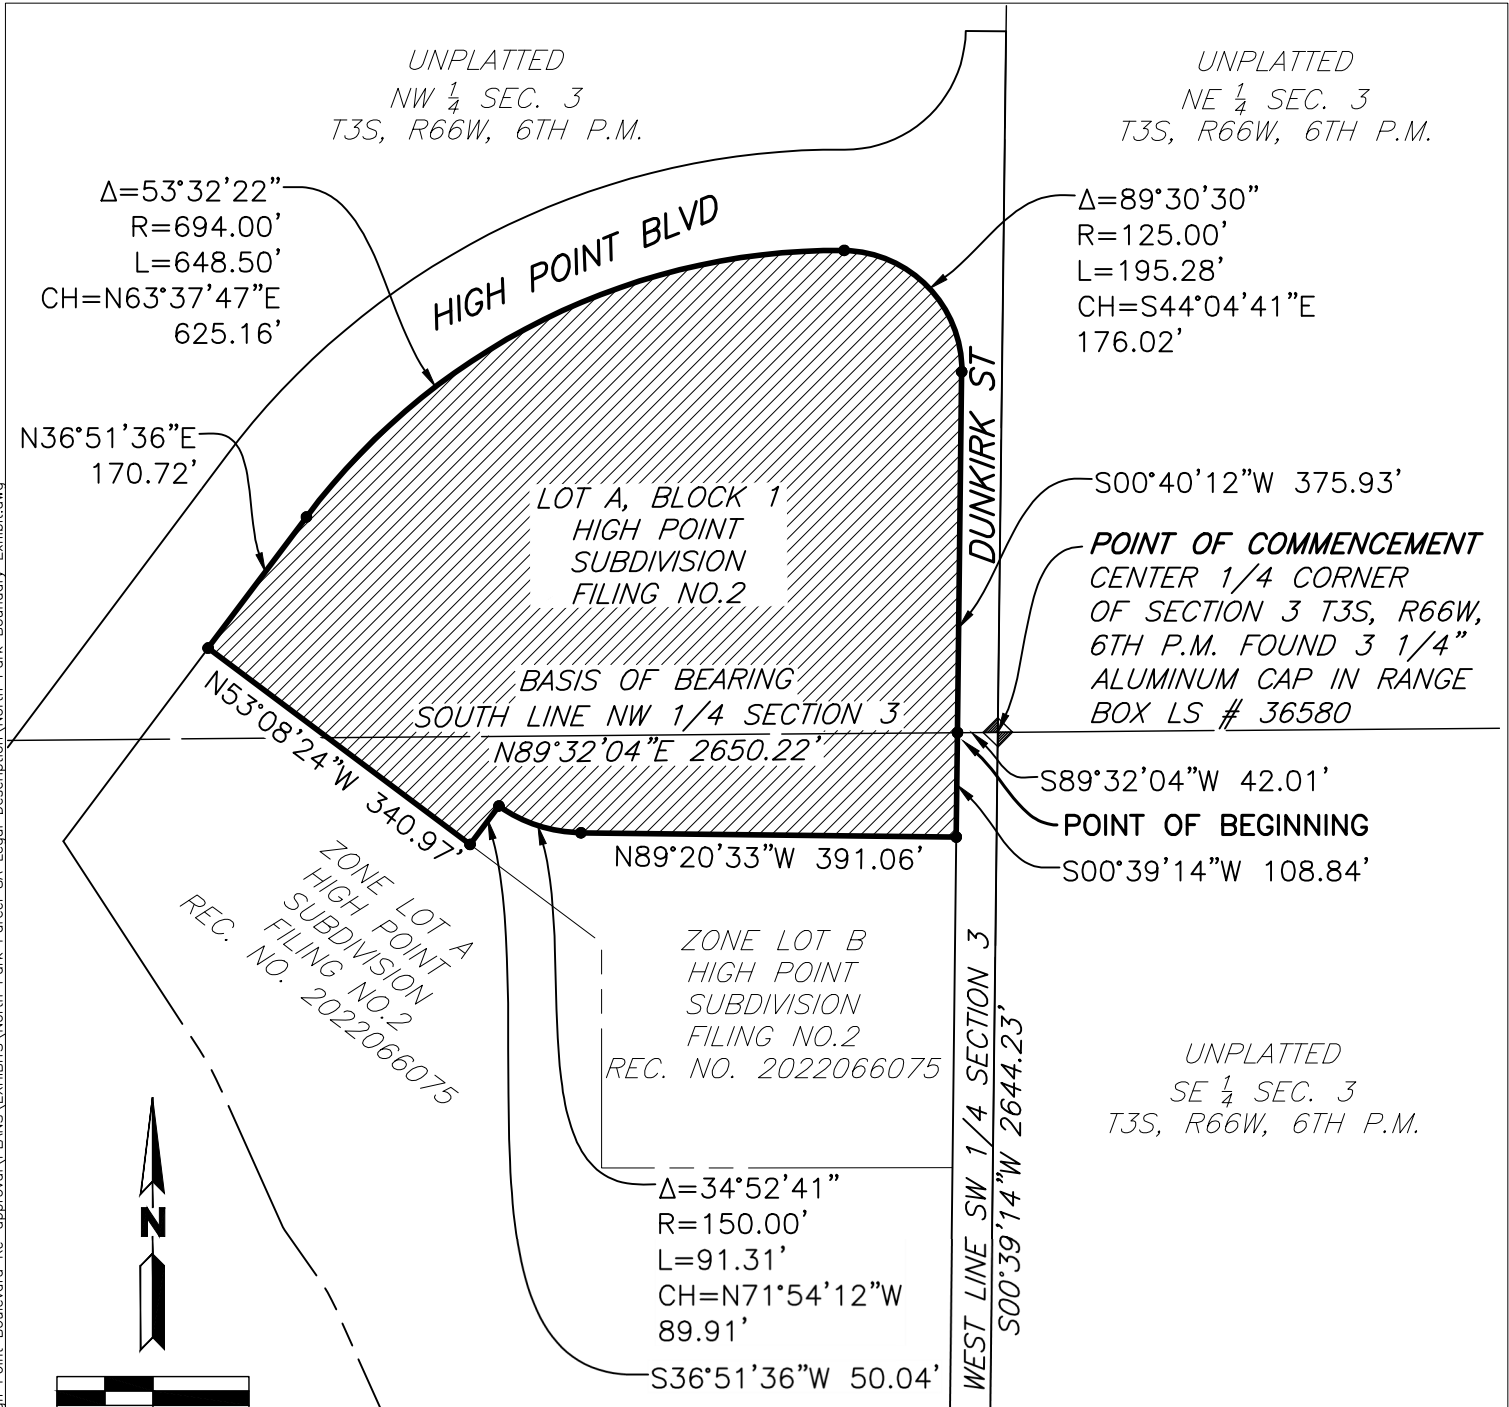 UNPLATTED
NW 1/4 SEC. 3
T3S, R66W, 6TH P.M.
UNPLATTED
NE 1/4 SEC. 3
T3S, R66W, 6TH P.M.
Δ=53°32'22"
R=694.00'
L=648.50'
CH=N63°37'47"E
625.16'
HIGH POINT BLVD
Δ=89°30'30"
R=125.00'
L=195.28'
CH=S44°04'41"E
176.02'
N36°51'36"E
170.72'
DUNKIRK ST
LOT A, BLOCK 1
HIGH POINT
SUBDIVISION
FILING NO.2
S00°40'12"W 375.93'
POINT OF COMMENCEMENT
CENTER 1/4 CORNER
OF SECTION 3 T3S, R66W,
6TH P.M. FOUND 3 1/4"
ALUMINUM CAP IN RANGE
BOX LS # 36580
BASIS OF BEARING
SOUTH LINE NW 1/4 SECTION 3
N89°32'04"E 2650.22'
N53°08'24"W 340.97'
S89°32'04"W 42.01'
POINT OF BEGINNING
N89°20'33"W 391.06'
S00°39'14"W 108.84'
ZONE LOT A
HIGH POINT
SUBDIVISION
FILING NO.2
REC. NO. 2022066075
ZONE LOT B
HIGH POINT
SUBDIVISION
FILING NO.2
REC. NO. 2022066075
WEST LINE SW 1/4 SECTION 3
S00°39'14"W 2644.23'
UNPLATTED
SE 1/4 SEC. 3
T3S, R66W, 6TH P.M.
N
Δ=34°52'41"
R=150.00'
L=91.31'
CH=N71°54'12"W
89.91'
S36°51'36"W 50.04'